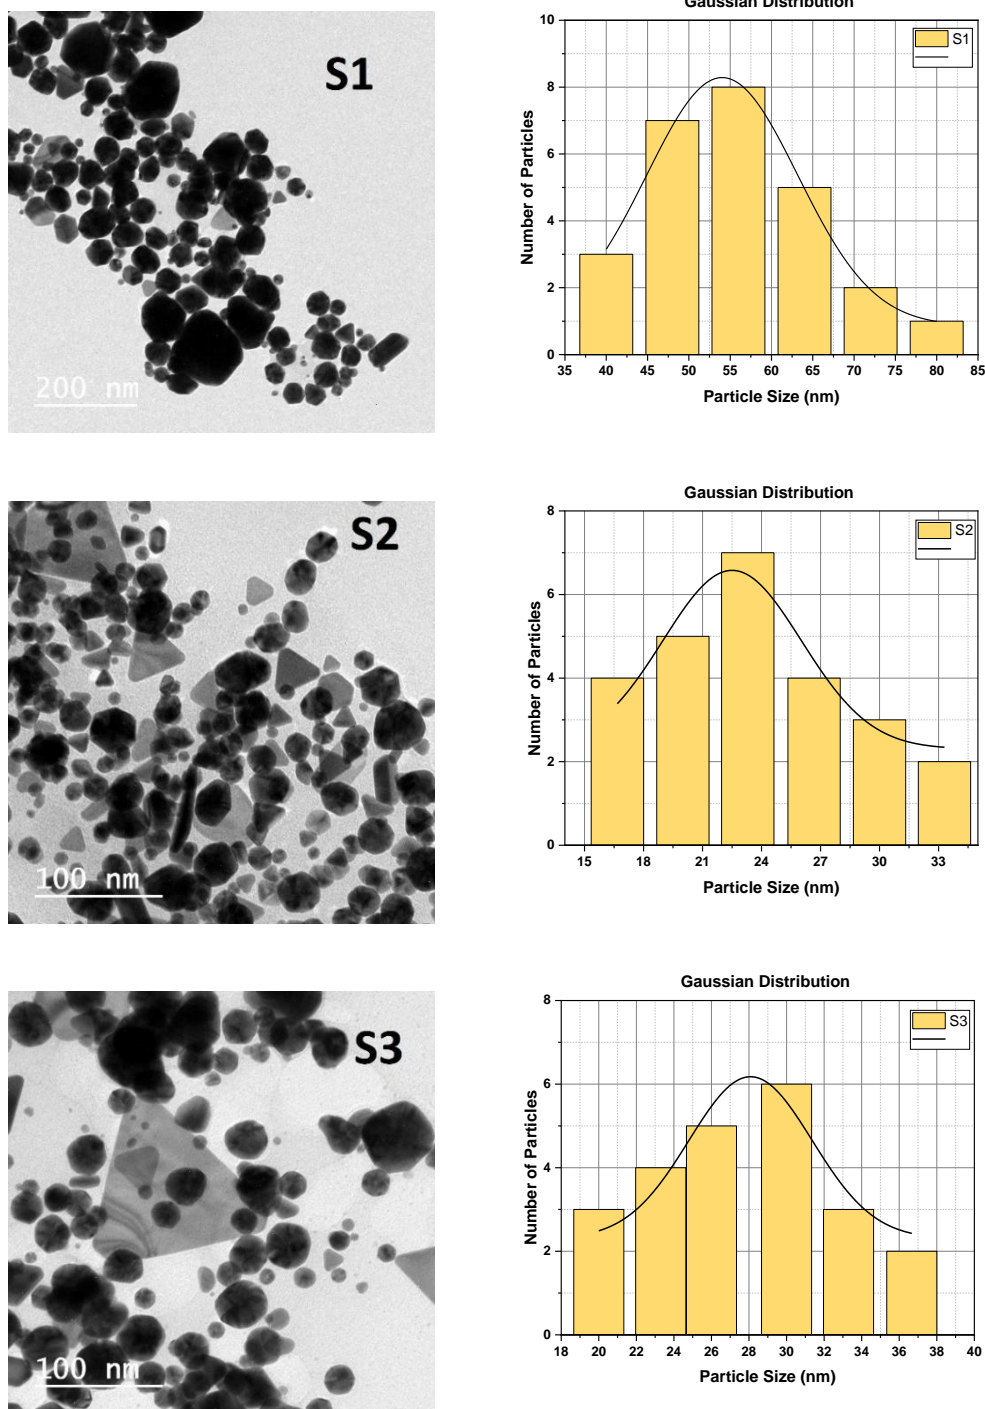 S1
200 nm
Gaussian Distribution
S1
Number of Particles
10
8
6
4
2
0
35 40 45 50 55 60 65 70 75 80 85
Particle Size (nm)
S2
100 nm
Gaussian Distribution
S2
Number of Particles
8
6
4
2
0
15 18 21 24 27 30 33
Particle Size (nm)
S3
100 nm
Gaussian Distribution
S3
Number of Particles
8
6
4
2
0
18 20 22 24 26 28 30 32 34 36 38 40
Particle Size (nm)